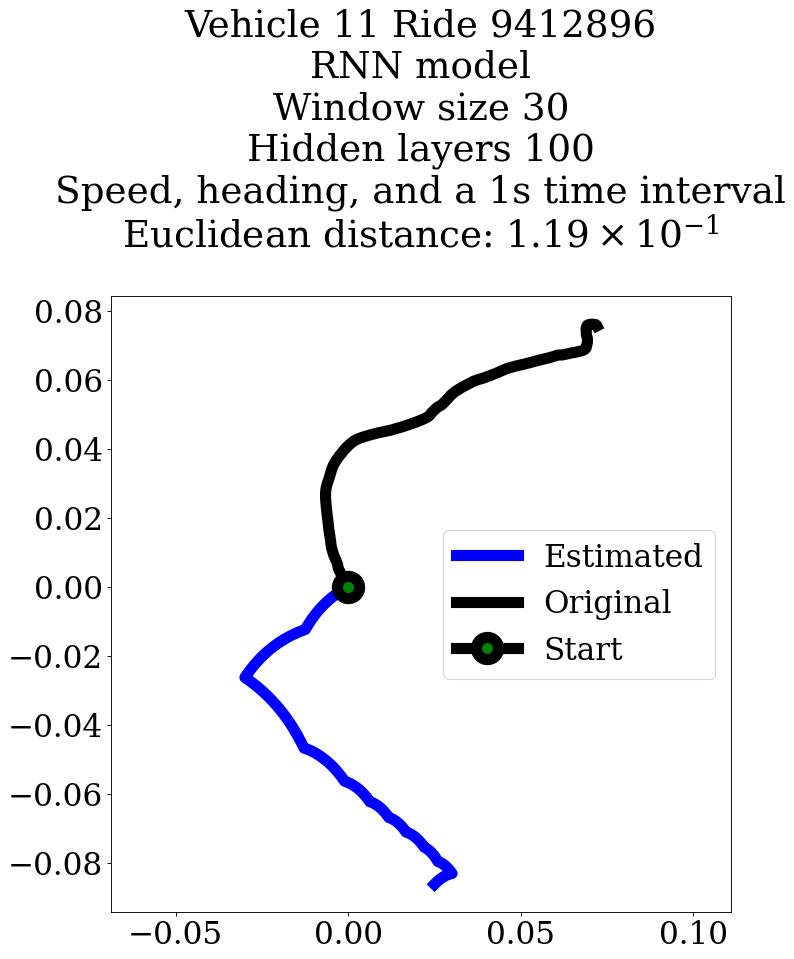 Vehicle 11 Ride 9412896
RNN model
Window size 30
Hidden layers 100
Speed, heading, and a 1s time interval
Euclidean distance: 1.19 × 10⁻¹
0.08
0.06
0.04
0.02
0.00
−0.02
−0.04
−0.06
−0.08
Estimated
Original
Start
−0.05 0.00 0.05 0.10